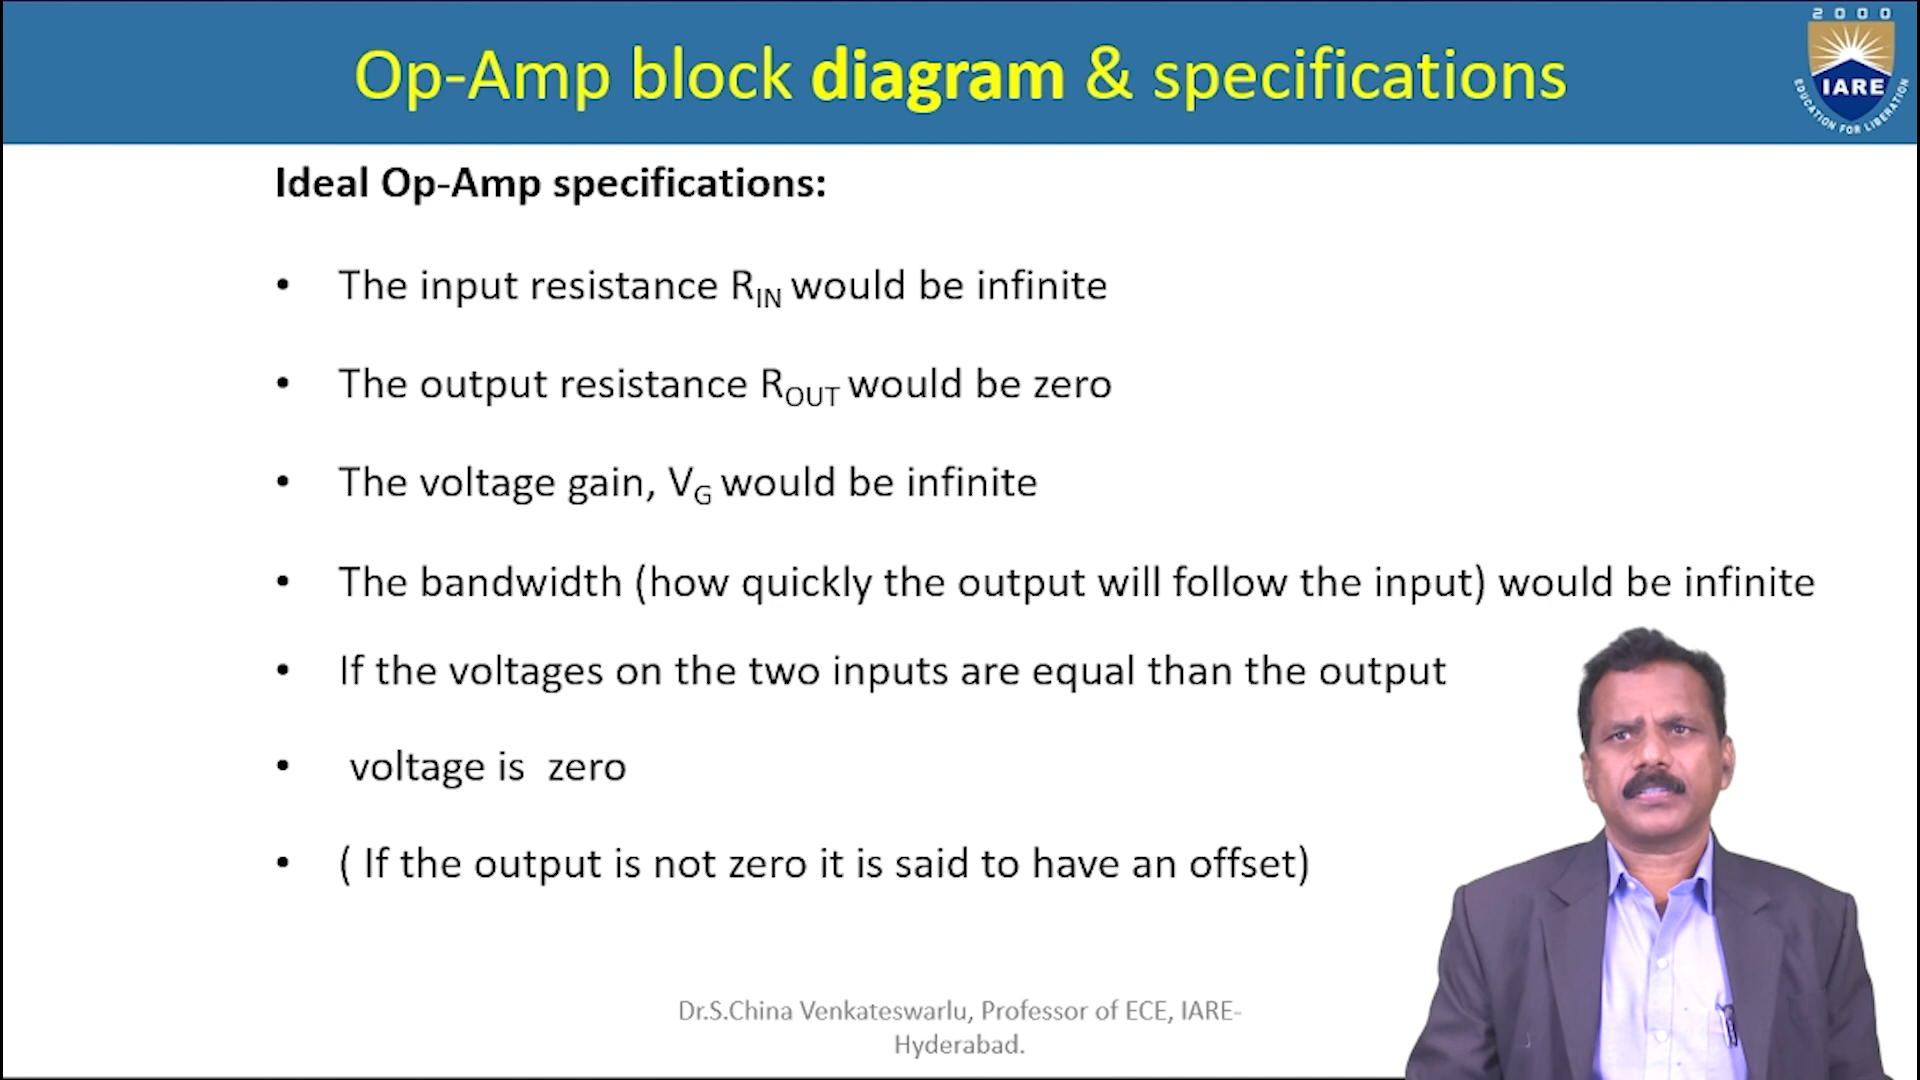 2000
IARE
EDUCATION FOR LIBERATION
Op-Amp block diagram & specifications
Ideal Op-Amp specifications:
• The input resistance RIN would be infinite
• The output resistance ROUT would be zero
• The voltage gain, VG would be infinite
• The bandwidth (how quickly the output will follow the input) would be infinite
• If the voltages on the two inputs are equal than the output
• voltage is zero
• ( If the output is not zero it is said to have an offset)
Dr.S.China Venkateswarlu, Professor of ECE, IARE-
Hyderabad.